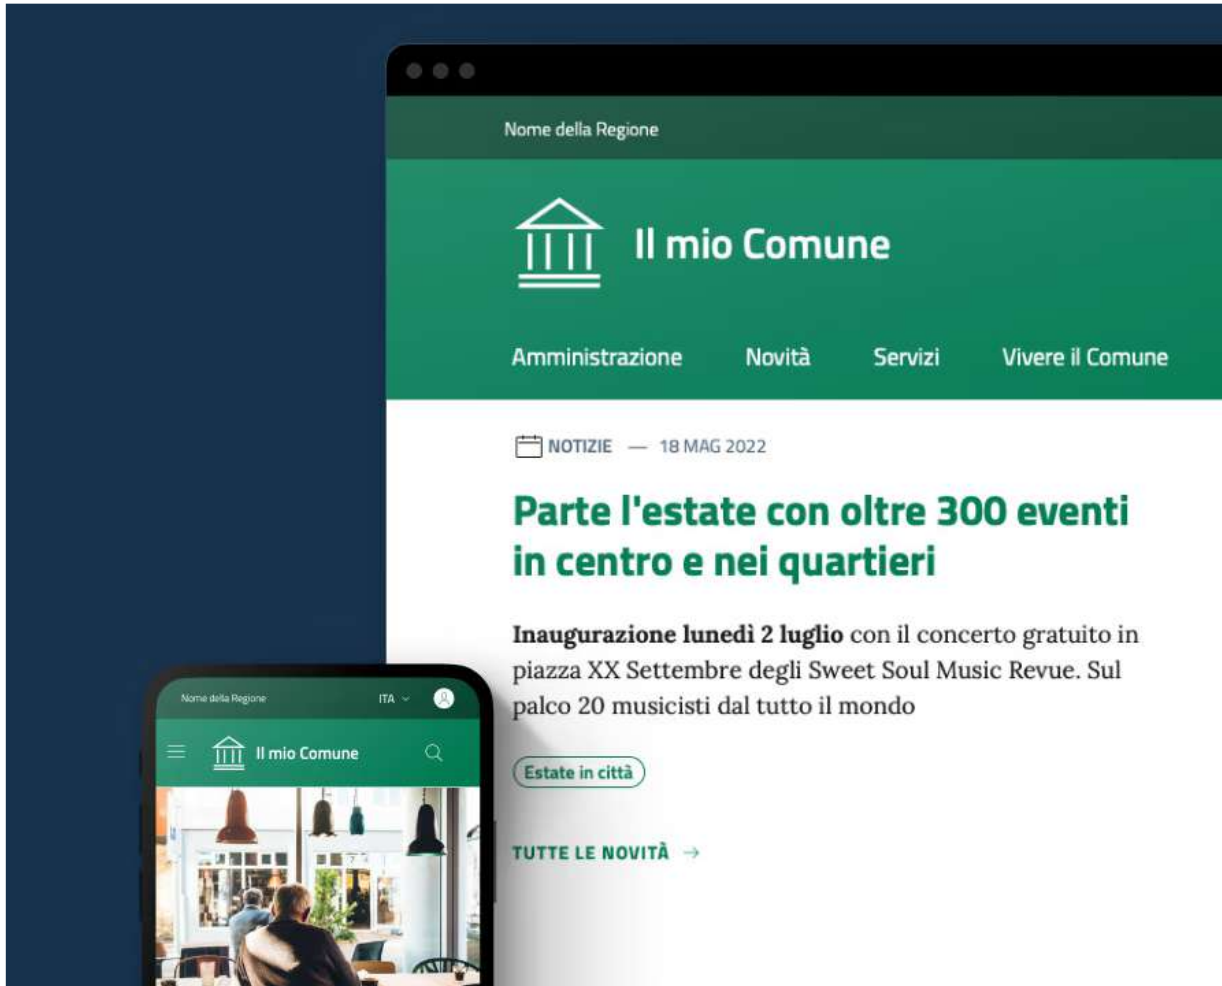 Nome della Regione
Il mio Comune
Amministrazione Novità Servizi Vivere il Comune
NOTIZIE — 18 MAG 2022
Parte l'estate con oltre 300 eventi
in centro e nei quartieri
Inaugurazione lunedì 2 luglio con il concerto gratuito in
piazza XX Settembre degli Sweet Soul Music Revue. Sul
palco 20 musicisti dal tutto il mondo
Estate in città
TUTTE LE NOVITÀ →
Nome della Regione ITA
Il mio Comune